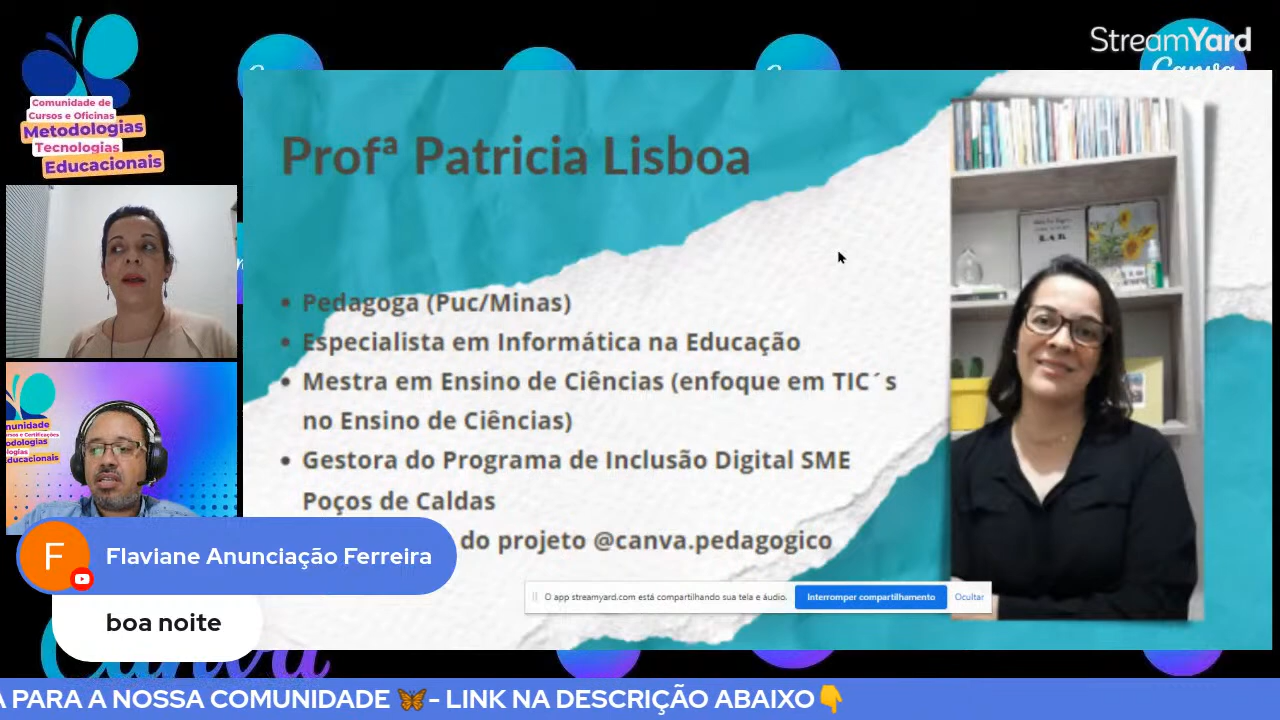 StreamYard
Canva
Comunidade de
Cursos e Oficinas
Metodologias
Tecnologias
Educacionais
Profª Patricia Lisboa
• Pedagoga (Puc/Minas)
• Especialista em Informática na Educação
• Mestra em Ensino de Ciências (enfoque em TIC´s
no Ensino de Ciências)
• Gestora do Programa de Inclusão Digital SME
Poços de Caldas
do projeto @canva.pedagogico
O app streamyard.com está compartilhando sua tela e áudio.
Interromper compartilhamento
Ocultar
F
Flaviane Anunciação Ferreira
boa noite
Canva
A PARA A NOSSA COMUNIDADE 🦋- LINK NA DESCRIÇÃO ABAIXO👇